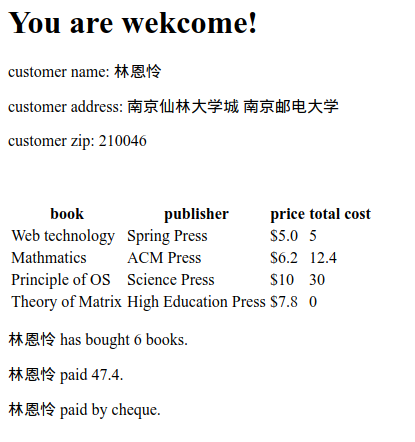 You are wekcome!
customer name: 林恩怜
customer address: 南京仙林大学城 南京邮电大学
customer zip: 210046
book publisher price total cost
Web technology Spring Press $5.0 5
Mathmatics ACM Press $6.2 12.4
Principle of OS Science Press $10 30
Theory of Matrix High Education Press $7.8 0
林恩怜 has bought 6 books.
林恩怜 paid 47.4.
林恩怜 paid by cheque.